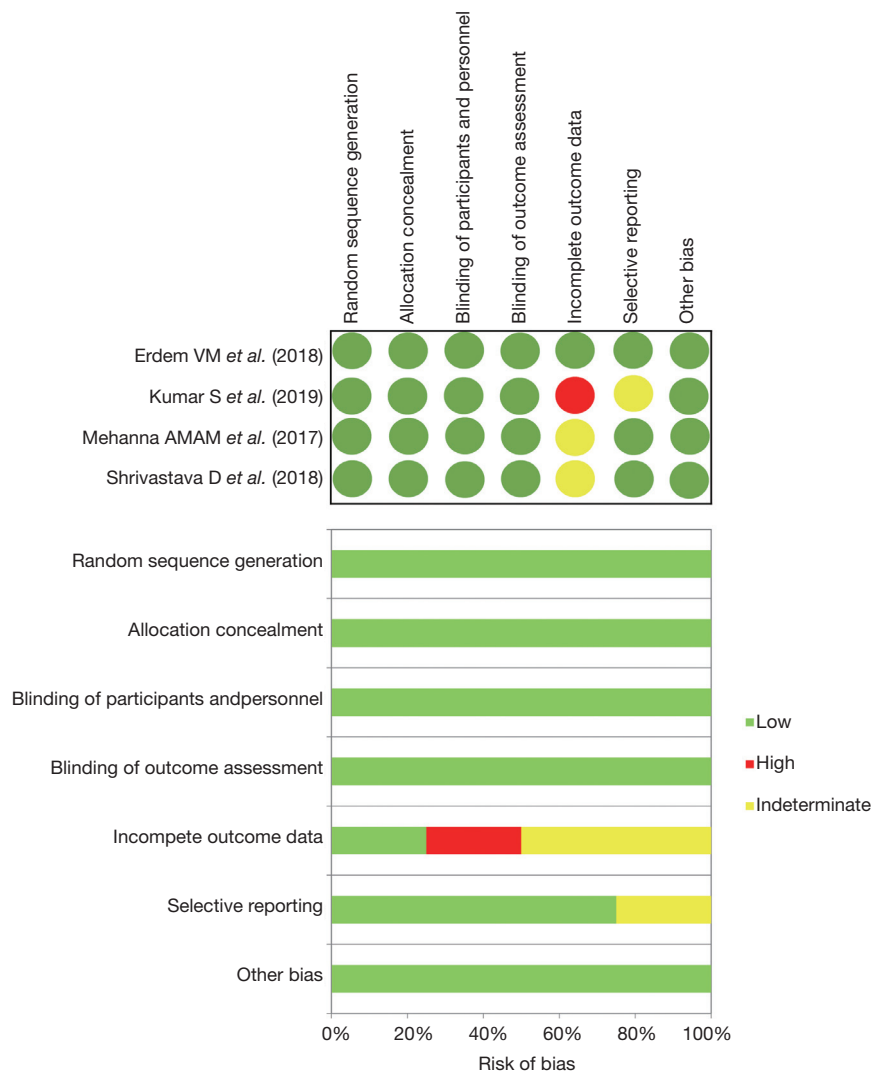 Random sequence generation
Allocation concealment
Blinding of participants and personnel
Blinding of outcome assessment
Incomplete outcome data
Selective reporting
Other bias
Erdem VM et al. (2018)
Kumar S et al. (2019)
Mehanna AMAM et al. (2017)
Shrivastava D et al. (2018)
Random sequence generation
Allocation concealment
Blinding of participants andpersonnel
Blinding of outcome assessment
Incompete outcome data
Selective reporting
Other bias
Low
High
Indeterminate
0% 20% 40% 60% 80% 100%
Risk of bias